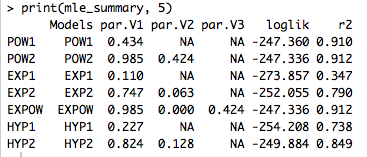 > print(mle_summary, 5)
Models par.V1 par.V2 par.V3 loglik r2
POW1 POW1 0.434 NA NA -247.360 0.910
POW2 POW2 0.985 0.424 NA -247.336 0.912
EXP1 EXP1 0.110 NA NA -273.857 0.347
EXP2 EXP2 0.747 0.063 NA -252.055 0.790
EXPOW EXPOW 0.985 0.000 0.424 -247.336 0.912
HYP1 HYP1 0.227 NA NA -254.208 0.738
HYP2 HYP2 0.824 0.128 NA -249.884 0.849